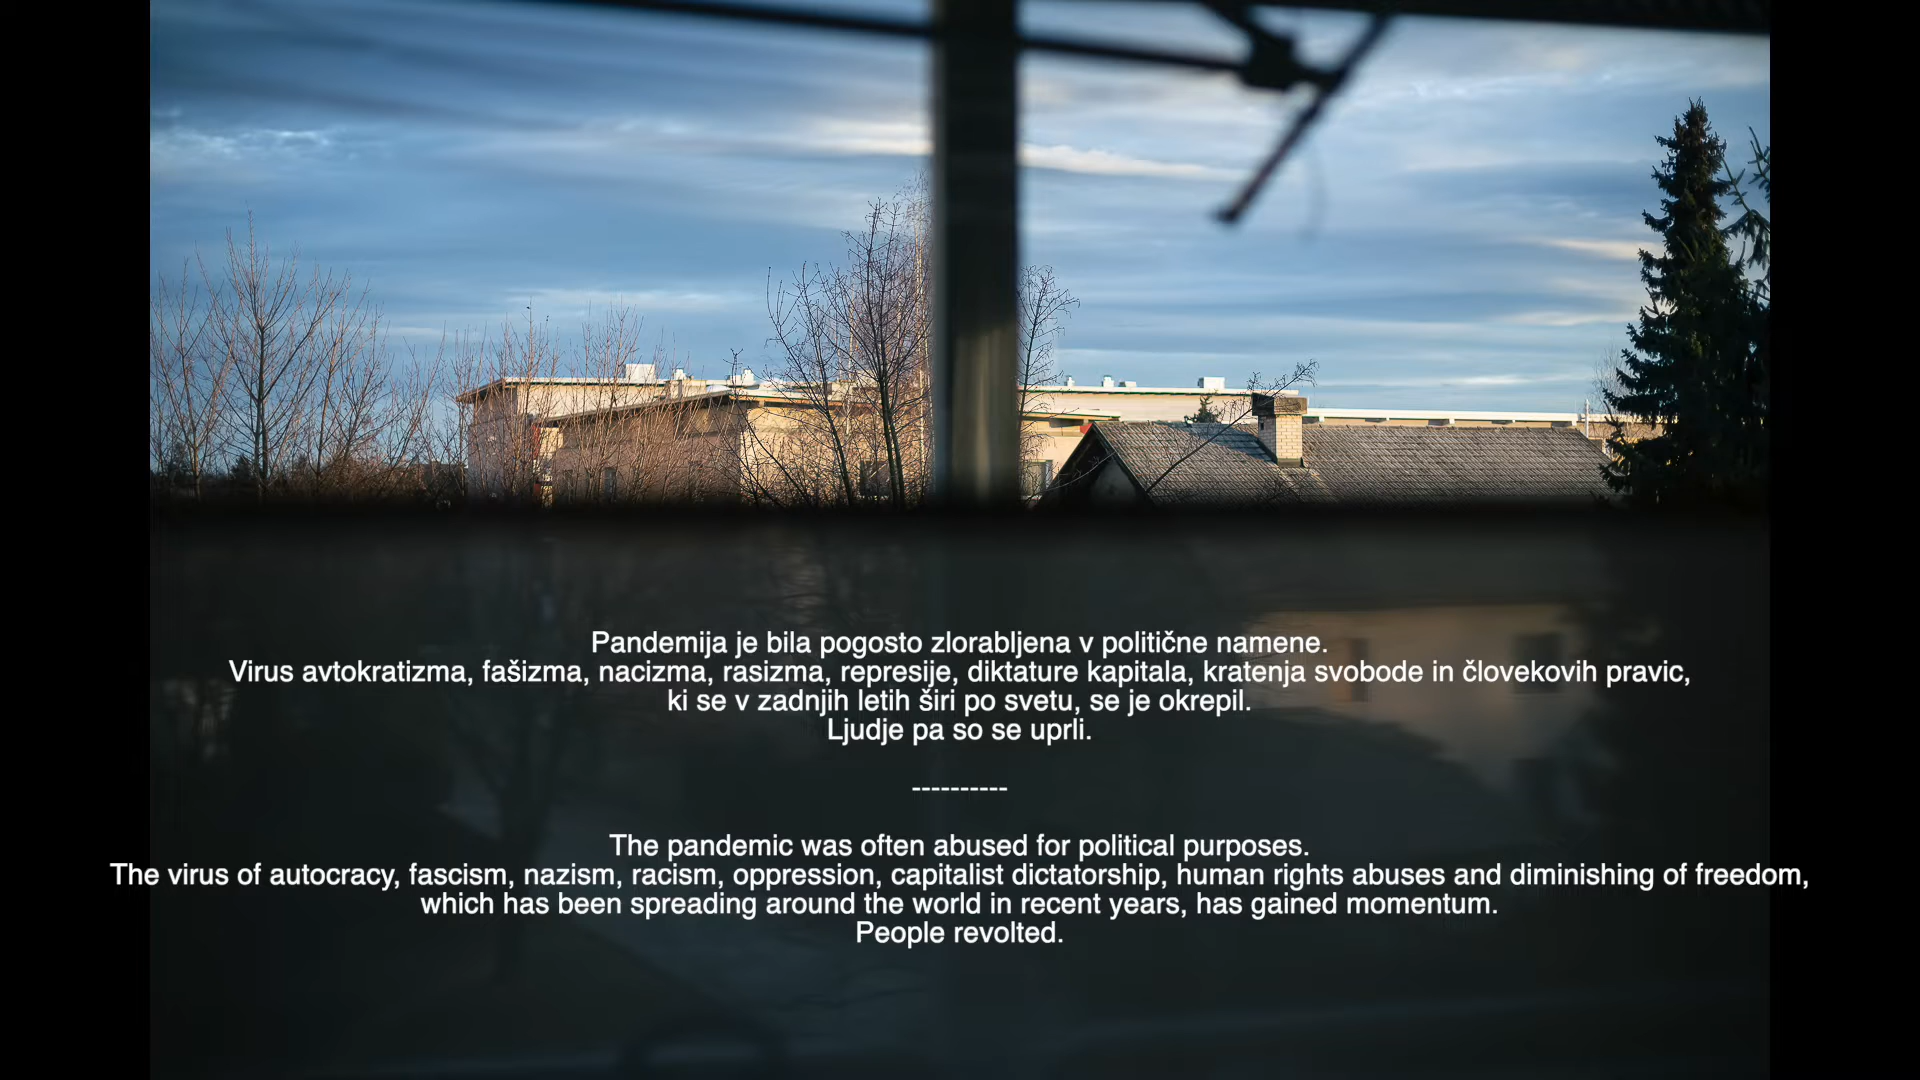 Pandemija je bila pogosto zlorabljena v politične namene.
Virus avtokratizma, fašizma, nacizma, rasizma, represije, diktature kapitala, kratenja svobode in človekovih pravic,
ki se v zadnjih letih širi po svetu, se je okrepil.
Ljudje pa so se uprli.
----------
The pandemic was often abused for political purposes.
The virus of autocracy, fascism, nazism, racism, oppression, capitalist dictatorship, human rights abuses and diminishing of freedom,
which has been spreading around the world in recent years, has gained momentum.
People revolted.